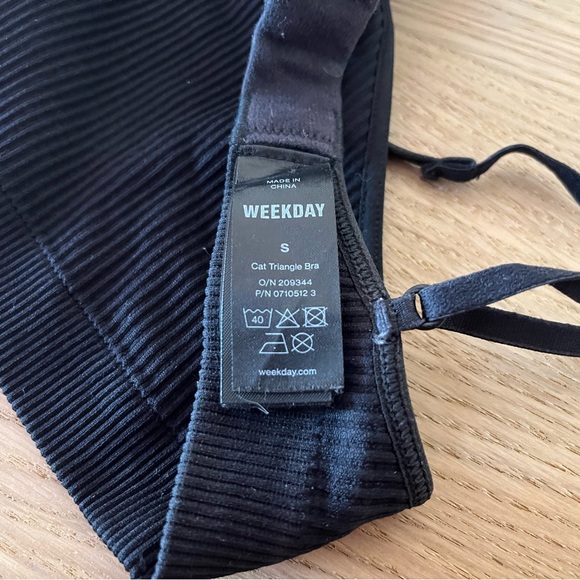 MADE IN
CHINA
WEEKDAY
S
Cat Triangle Bra
O/N 209344
P/N 0710512 3
40
weekday.com